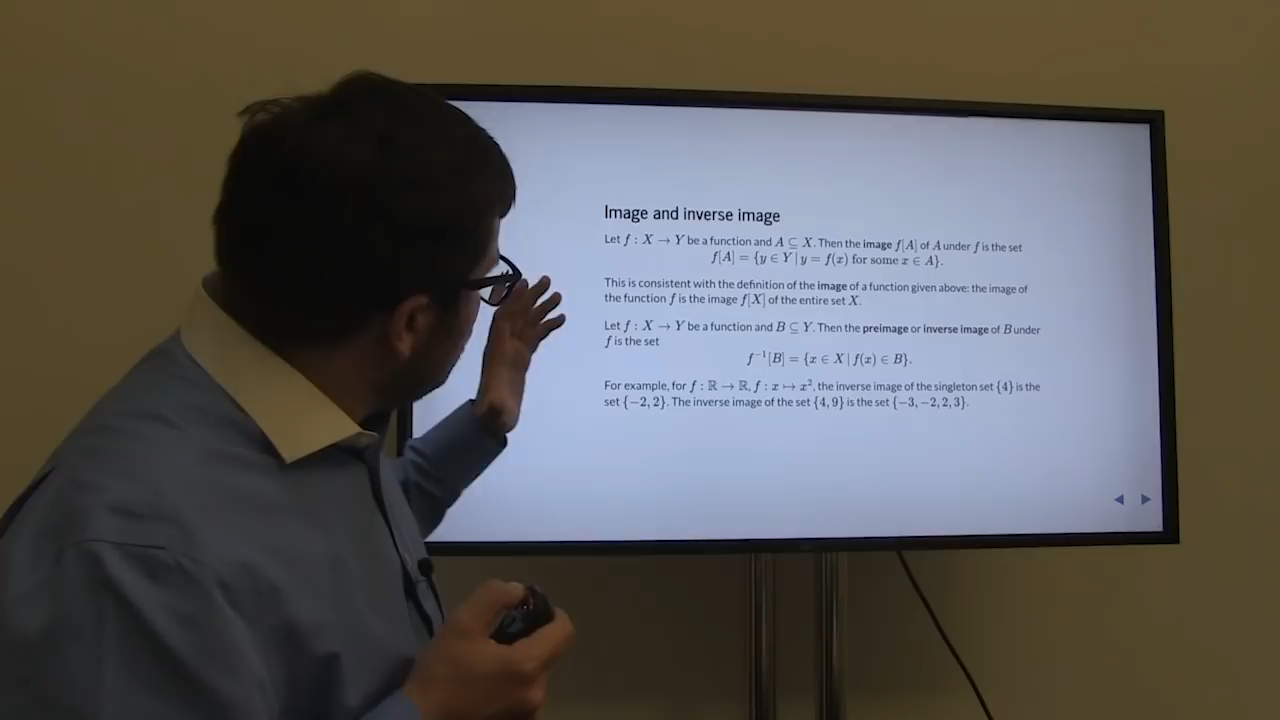 Image and inverse image
Let f : X → Y be a function and A ⊆ X. Then the image f[A] of A under f is the set
f[A] = {y ∈ Y | y = f(x) for some x ∈ A}.
This is consistent with the definition of the image of a function given above: the image of
the function f is the image f[X] of the entire set X.
Let f : X → Y be a function and B ⊆ Y. Then the preimage or inverse image of B under
f is the set
f⁻¹[B] = {x ∈ X | f(x) ∈ B}.
For example, for f : ℝ → ℝ, f : x ↦ x², the inverse image of the singleton set {4} is the
set {−2, 2}. The inverse image of the set {4, 9} is the set {−3, −2, 2, 3}.